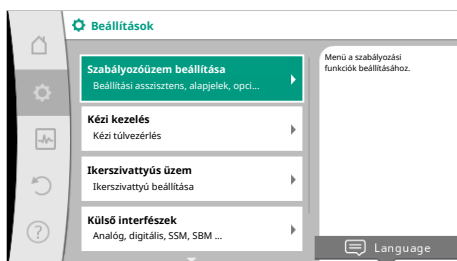 Beállítások
Szabályozóüzem beállítása
Beállítási asszisztens, alapjelek, opci...
Kézi kezelés
Kézi túlvezérlés
Ikerszivattyús üzem
Ikerszivattyú beállítása
Külső interfészek
Analóg, digitális, SSM, SBM ...
Menü a szabályozási
funkciók beállításához.
Language